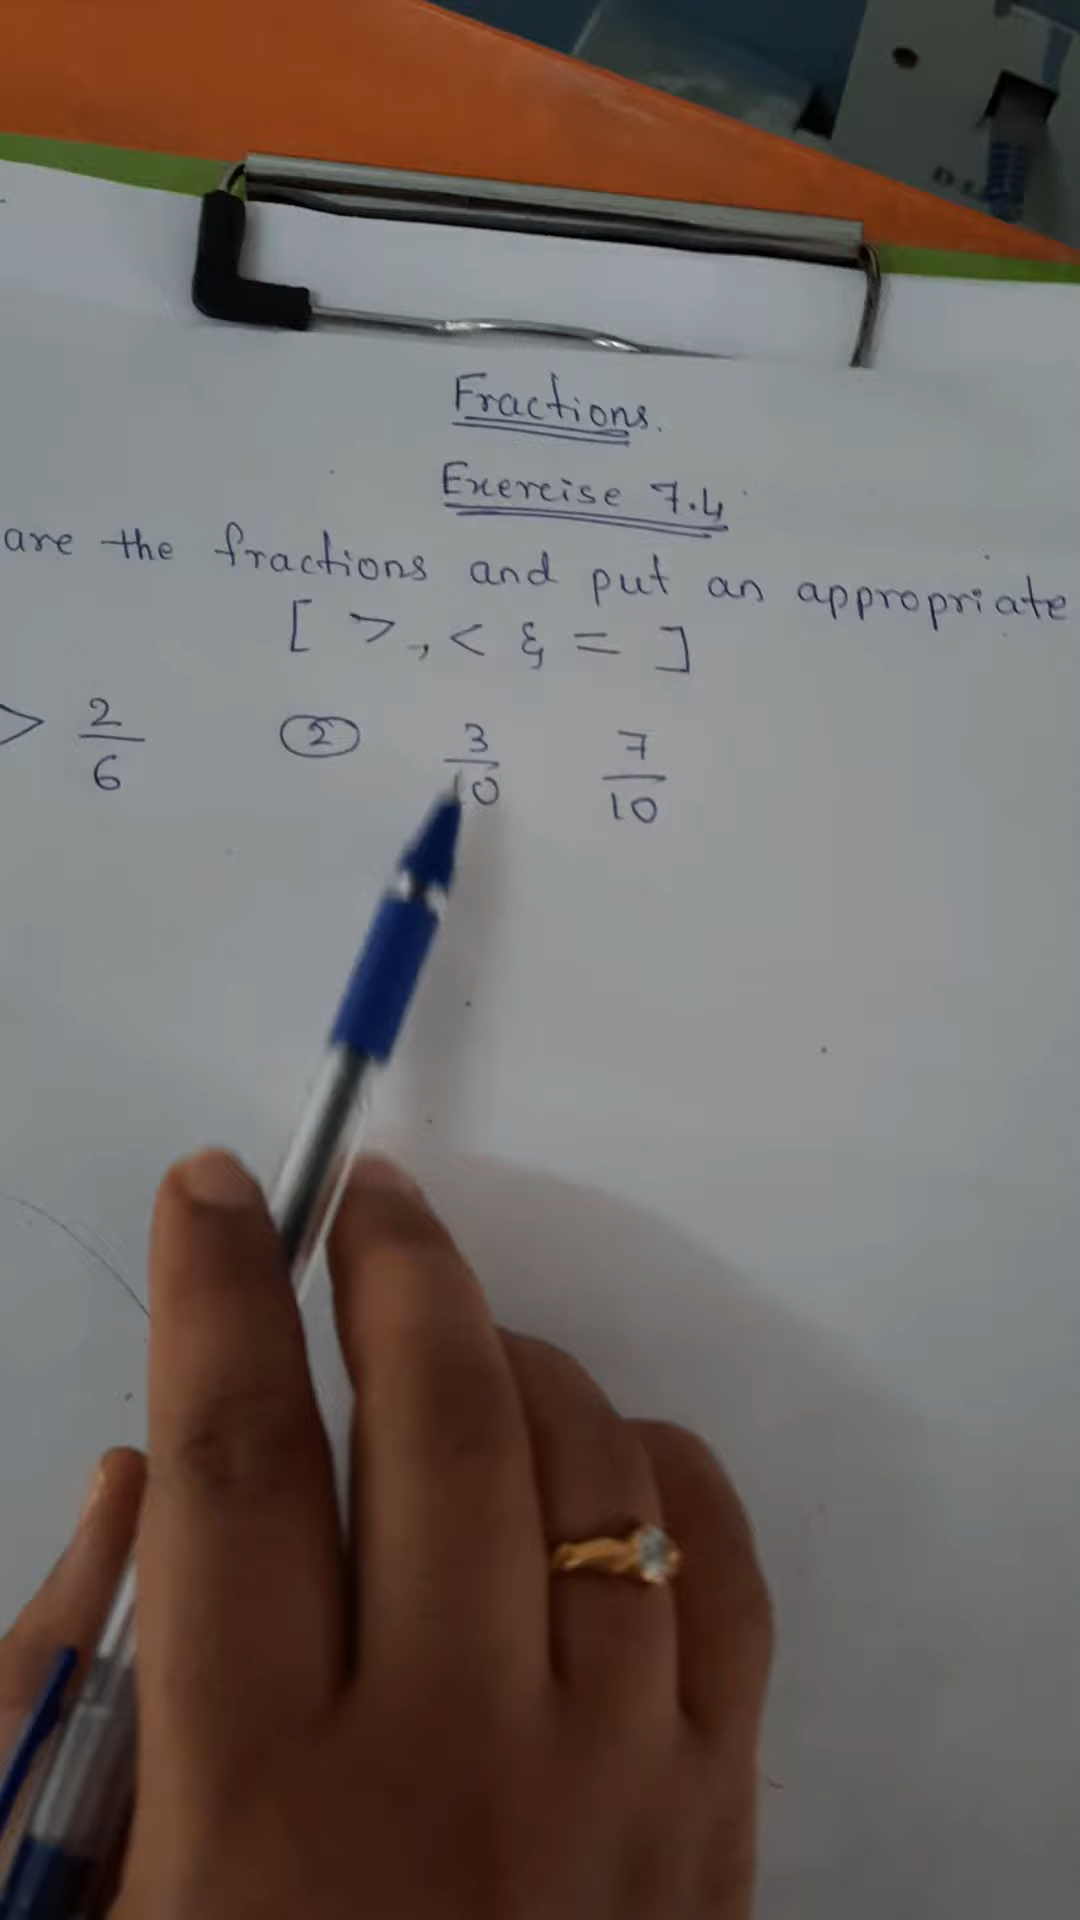 Fractions.
Exercise 7.4
are the fractions and put an appropriate
[ >, < & = ]
> 2/6 ② 3/10 7/10